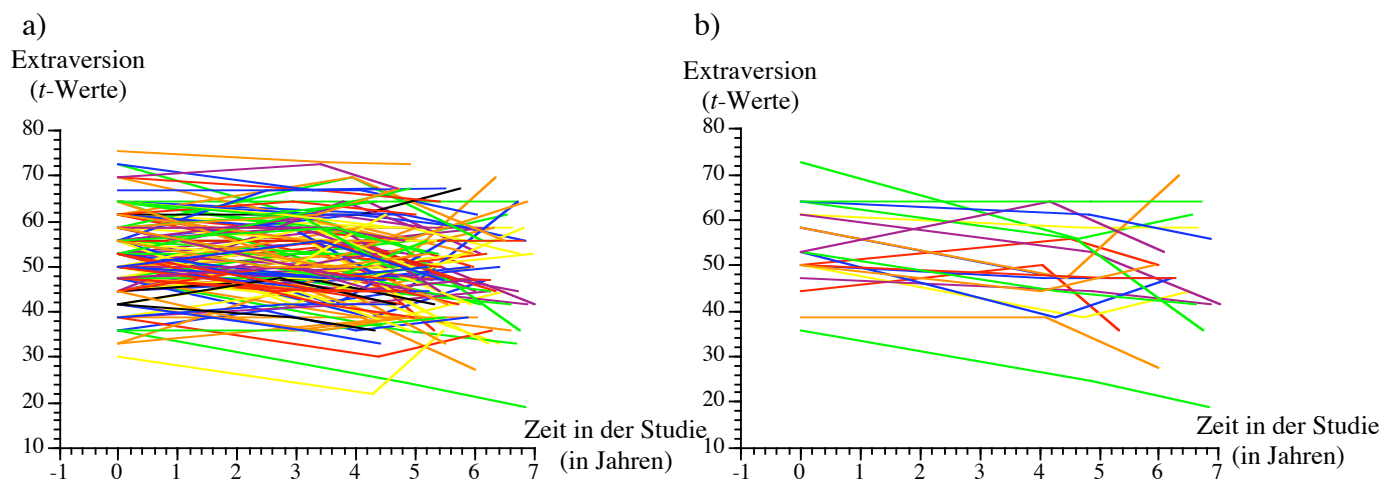 a)
Extraversion
(t-Werte)
80
70
60
50
40
30
20
10
-1 0 1 2 3 4 5 6 7
Zeit in der Studie
(in Jahren)
b)
Extraversion
(t-Werte)
80
70
60
50
40
30
20
10
-1 0 1 2 3 4 5 6 7
Zeit in der Studie
(in Jahren)